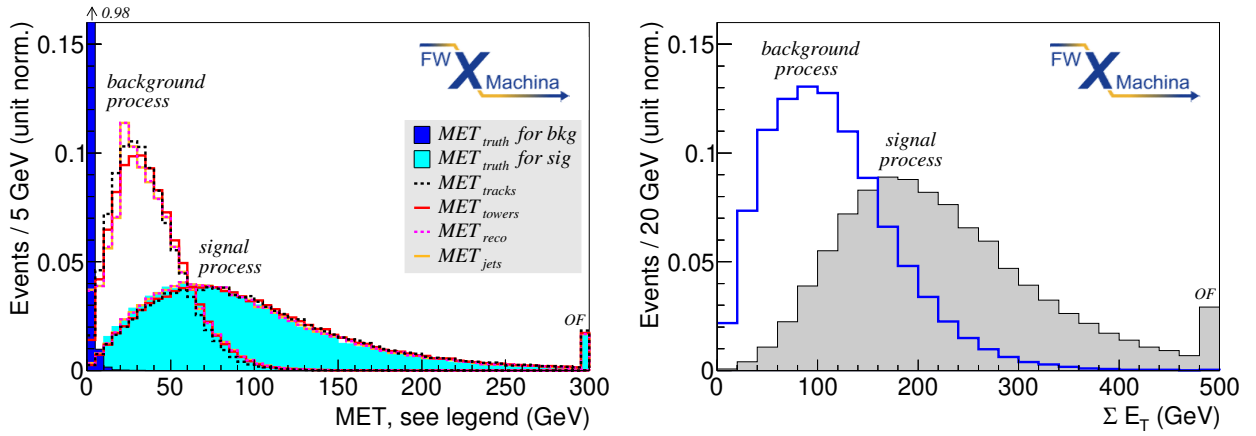 0.98
0.15
0.1
0.05
0
Events / 5 GeV (unit norm.)
background
process
signal
process
FW
X
Machina
MET_truth for bkg
MET_truth for sig
MET_tracks
MET_towers
MET_reco
MET_jets
OF
0 50 100 150 200 250 300
MET, see legend (GeV)
0.15
0.1
0.05
0
Events / 20 GeV (unit norm.)
background
process
signal
process
FW
X
Machina
OF
0 100 200 300 400 500
Σ E_T (GeV)